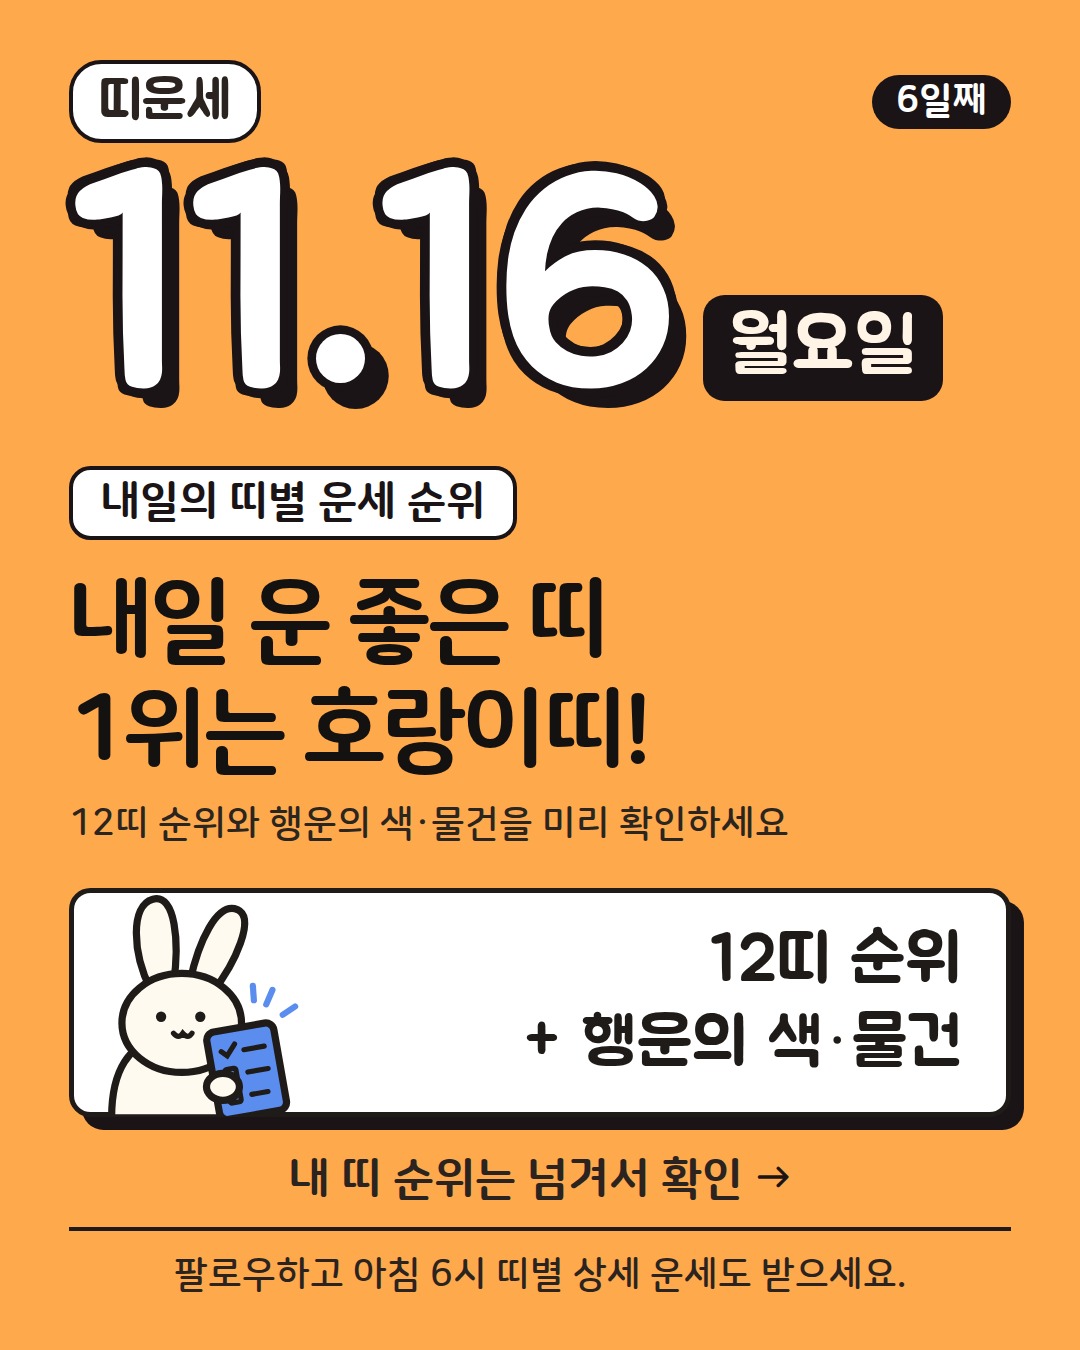 띠운세
6일째
11.16
월요일
내일의 띠별 운세 순위
내일 운 좋은 띠
1위는 호랑이띠!
12띠 순위와 행운의 색·물건을 미리 확인하세요
12띠 순위
+ 행운의 색·물건
내 띠 순위는 넘겨서 확인 →
팔로우하고 아침 6시 띠별 상세 운세도 받으세요.